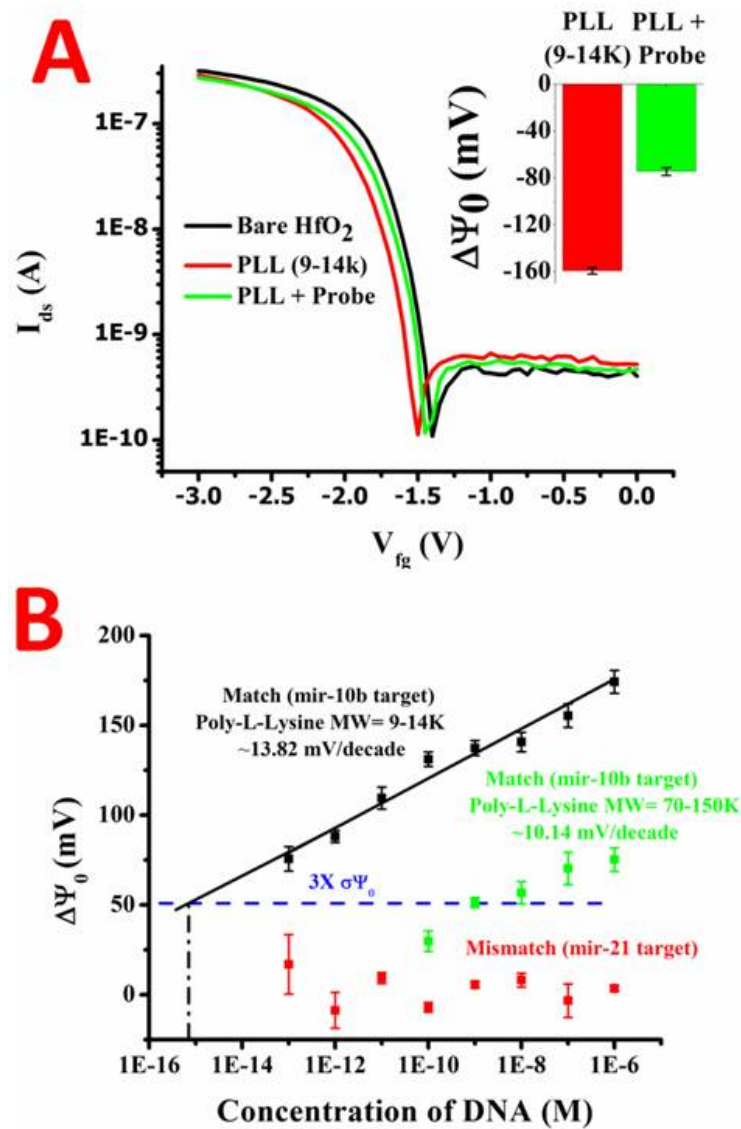 A
PLL PLL +
(9-14K) Probe
0
-40
-80
-120
-160
ΔΨ0 (mV)
1E-7
1E-8
1E-9
1E-10
Ids (A)
Bare HfO2
PLL (9-14k)
PLL + Probe
-3.0 -2.5 -2.0 -1.5 -1.0 -0.5 0.0
Vfg (V)
B
200
150
100
50
0
ΔΨ0 (mV)
Match (mir-10b target)
Poly-L-Lysine MW= 9-14K
~13.82 mV/decade
Match (mir-10b target)
Poly-L-Lysine MW= 70-150K
~10.14 mV/decade
3X σΨ0
Mismatch (mir-21 target)
1E-16 1E-14 1E-12 1E-10 1E-8 1E-6
Concentration of DNA (M)